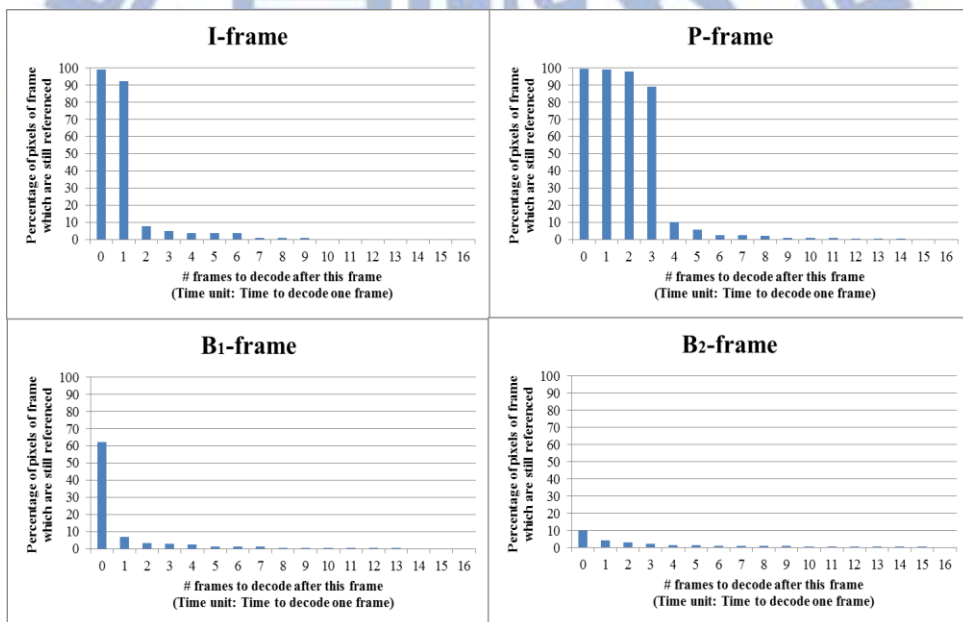 I-frame
Percentage of pixels of frame
which are still referenced
100
90
80
70
60
50
40
30
20
10
0
0 1 2 3 4 5 6 7 8 9 10 11 12 13 14 15 16
# frames to decode after this frame
(Time unit: Time to decode one frame)
P-frame
Percentage of pixels of frame
which are still referenced
100
90
80
70
60
50
40
30
20
10
0
0 1 2 3 4 5 6 7 8 9 10 11 12 13 14 15 16
# frames to decode after this frame
(Time unit: Time to decode one frame)
B1-frame
Percentage of pixels of frame
which are still referenced
100
90
80
70
60
50
40
30
20
10
0
0 1 2 3 4 5 6 7 8 9 10 11 12 13 14 15 16
# frames to decode after this frame
(Time unit: Time to decode one frame)
B2-frame
Percentage of pixels of frame
which are still referenced
100
90
80
70
60
50
40
30
20
10
0
0 1 2 3 4 5 6 7 8 9 10 11 12 13 14 15 16
# frames to decode after this frame
(Time unit: Time to decode one frame)